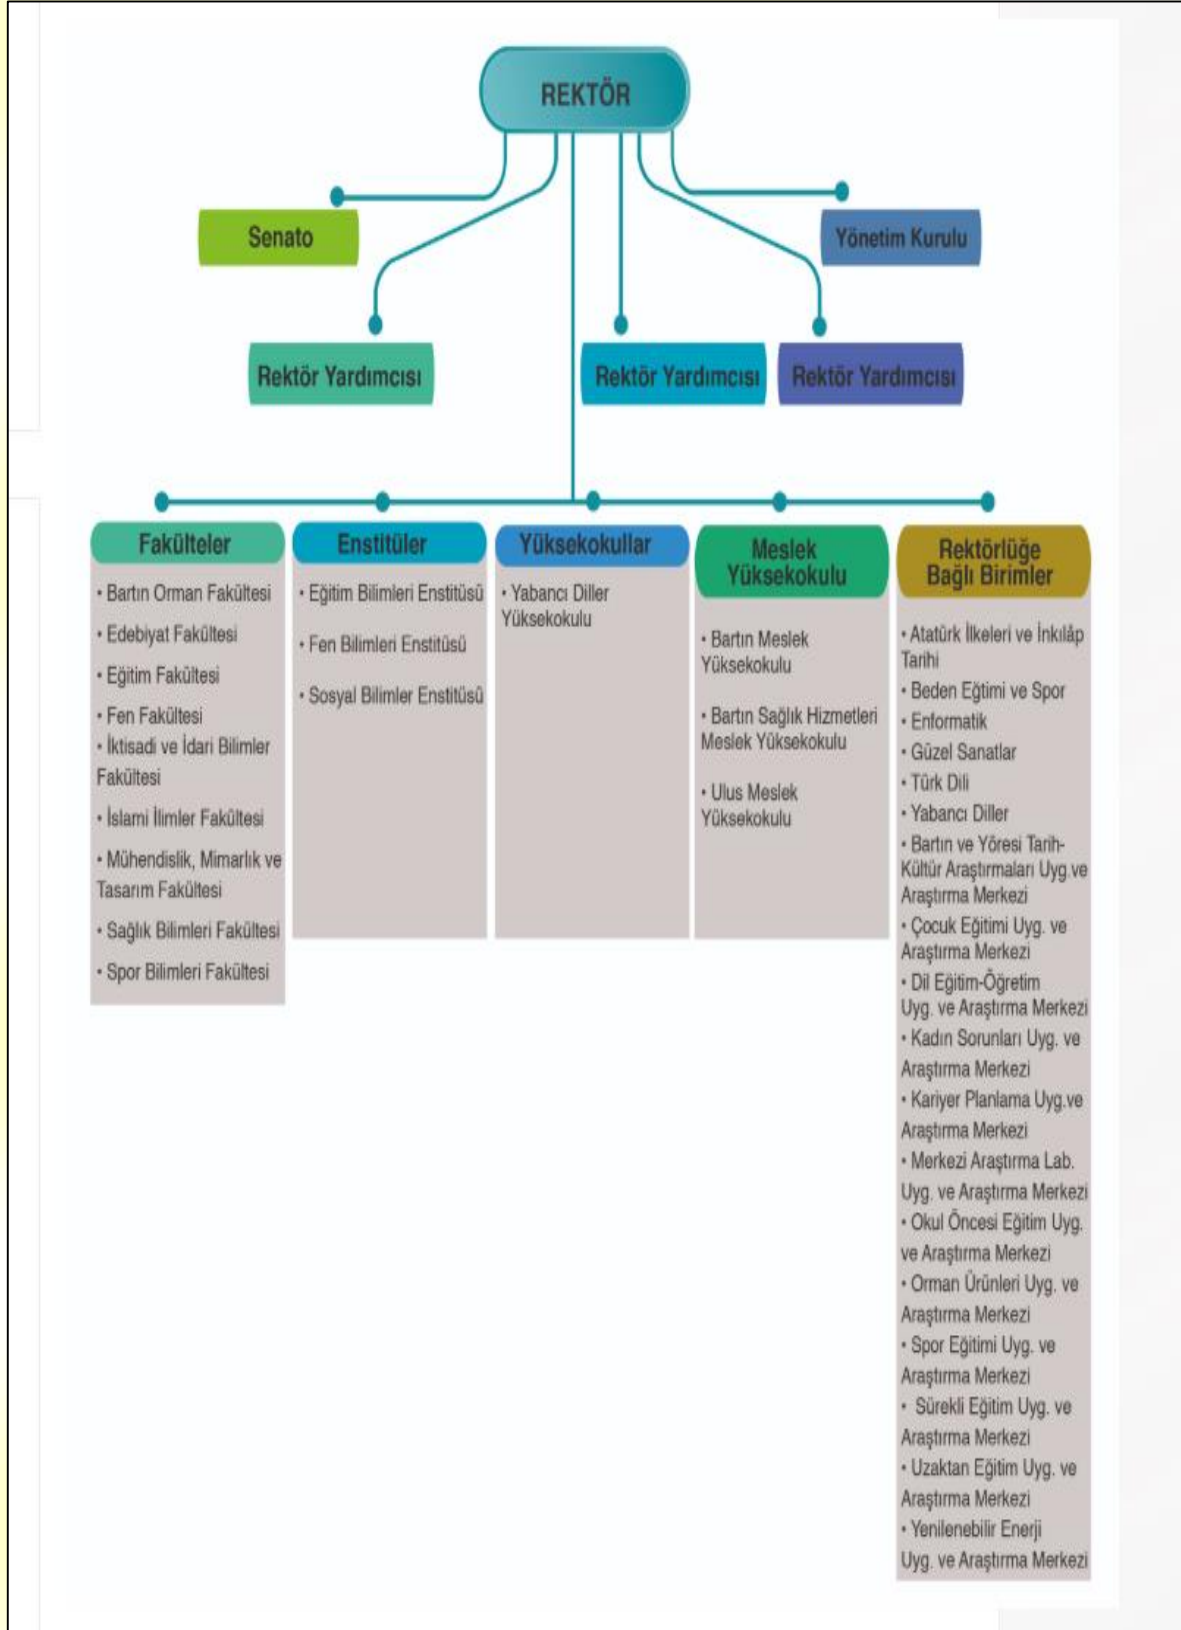 REKTÖR
Senato
Yönetim Kurulu
Rektör Yardımcısı
Rektör Yardımcısı
Rektör Yardımcısı
Fakülteler
• Bartın Orman Fakültesi
• Edebiyat Fakültesi
• Eğitim Fakültesi
• Fen Fakültesi
• İktisadi ve İdari Bilimler
Fakültesi
• İslami İlimler Fakültesi
• Mühendislik, Mimarlık ve
Tasarım Fakültesi
• Sağlık Bilimleri Fakültesi
• Spor Bilimleri Fakültesi
Enstitüler
• Eğitim Bilimleri Enstitüsü
• Fen Bilimleri Enstitüsü
• Sosyal Bilimler Enstitüsü
Yüksekokullar
• Yabancı Diller
Yüksekokulu
Meslek
Yüksekokulu
• Bartın Meslek
Yüksekokulu
• Bartın Sağlık Hizmetleri
Meslek Yüksekokulu
• Ulus Meslek
Yüksekokulu
Rektörlüğe
Bağlı Birimler
• Atatürk İlkeleri ve İnkılâp
Tarihi
• Beden Eğtimi ve Spor
• Enformatik
• Güzel Sanatlar
• Türk Dili
• Yabancı Diller
• Bartın ve Yöresi Tarih-
Kültür Araştırmaları Uyg.ve
Araştırma Merkezi
• Çocuk Eğitimi Uyg. ve
Araştırma Merkezi
• Dil Eğitim-Öğretim
Uyg. ve Araştırma Merkezi
• Kadın Sorunları Uyg. ve
Araştırma Merkezi
• Kariyer Planlama Uyg.ve
Araştırma Merkezi
• Merkezi Araştırma Lab.
Uyg. ve Araştırma Merkezi
• Okul Öncesi Eğitim Uyg.
ve Araştırma Merkezi
• Orman Ürünleri Uyg. ve
Araştırma Merkezi
• Spor Eğitimi Uyg. ve
Araştırma Merkezi
• Sürekli Eğitim Uyg. ve
Araştırma Merkezi
• Uzaktan Eğitim Uyg. ve
Araştırma Merkezi
• Yenilenebilir Enerji
Uyg. ve Araştırma Merkezi